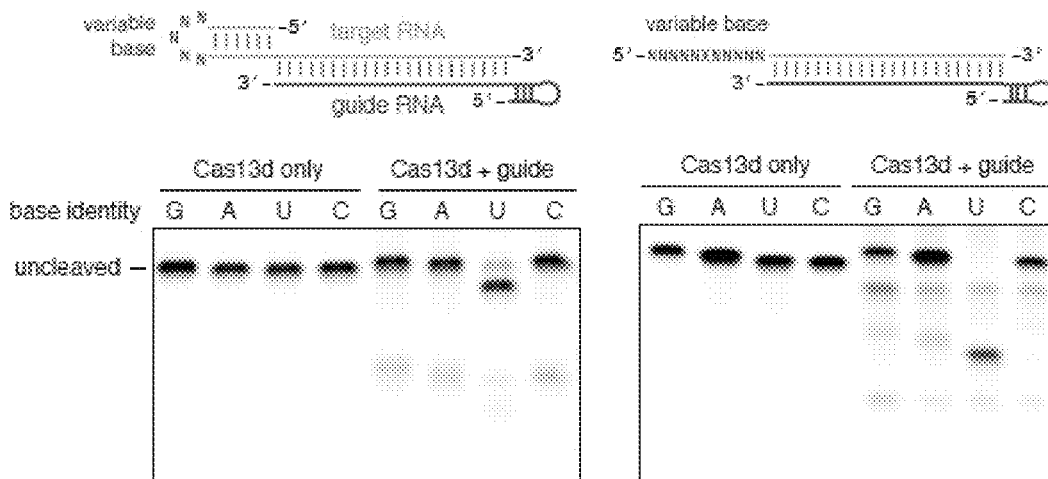 variable
base
N N
N
N N
–5′
target RNA
–3′
3′–
guide RNA
5′–
variable base
5′–NNNNNNNNNNNN
–3′
3′–
5′–
Cas13d only
Cas13d + guide
base identity
G A U C G A U C
uncleaved –
Cas13d only
Cas13d + guide
G A U C G A U C